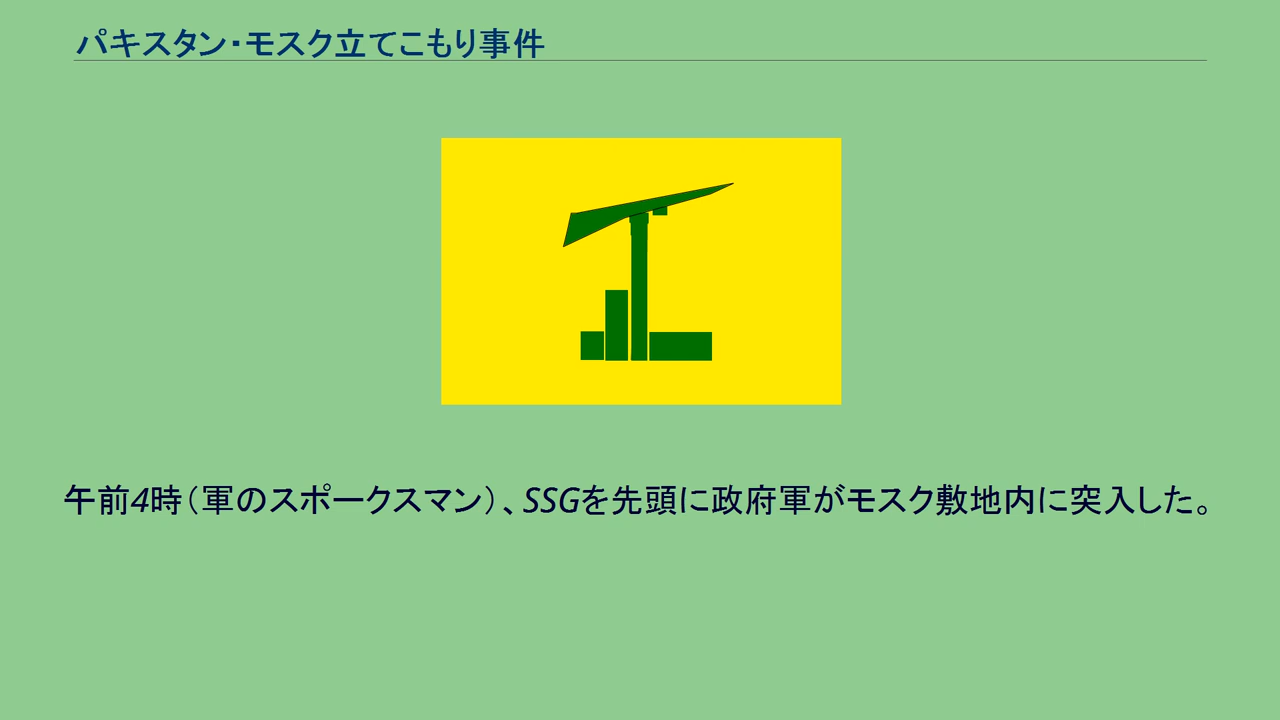 パキスタン・モスク立てこもり事件
午前4時（軍のスポークスマン）、SSGを先頭に政府軍がモスク敷地内に突入した。